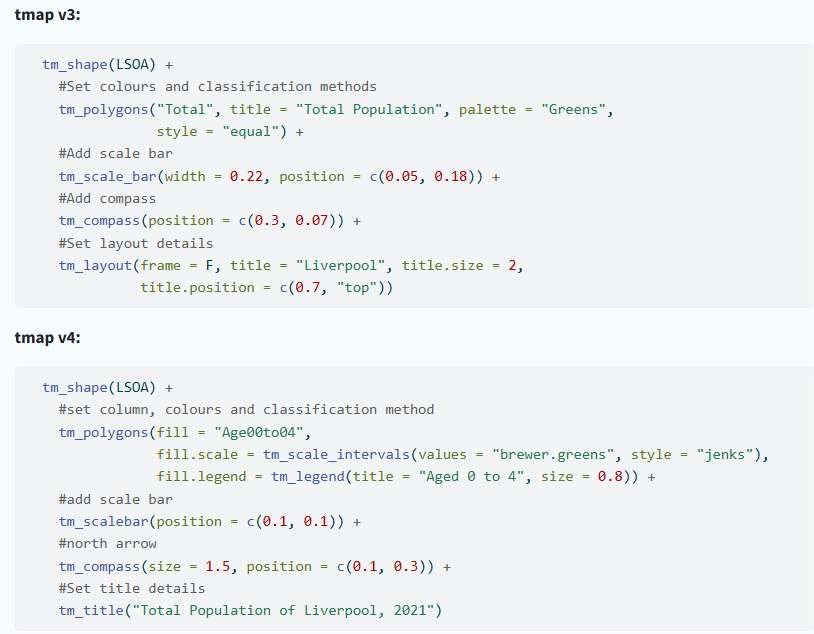 tmap v3:
tm_shape(LSOA) +
#Set colours and classification methods
tm_polygons("Total", title = "Total Population", palette = "Greens",
style = "equal") +
#Add scale bar
tm_scale_bar(width = 0.22, position = c(0.05, 0.18)) +
#Add compass
tm_compass(position = c(0.3, 0.07)) +
#Set layout details
tm_layout(frame = F, title = "Liverpool", title.size = 2,
title.position = c(0.7, "top"))
tmap v4:
tm_shape(LSOA) +
#set column, colours and classification method
tm_polygons(fill = "Age00to04",
fill.scale = tm_scale_intervals(values = "brewer.greens", style = "jenks"),
fill.legend = tm_legend(title = "Aged 0 to 4", size = 0.8)) +
#add scale bar
tm_scalebar(position = c(0.1, 0.1)) +
#north arrow
tm_compass(size = 1.5, position = c(0.1, 0.3)) +
#Set title details
tm_title("Total Population of Liverpool, 2021")